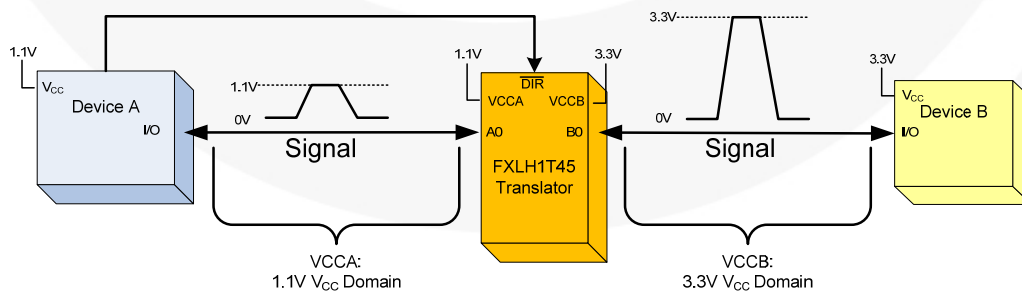 1.1V
VCC
Device A
I/O
1.1V
0V
Signal
1.1V
3.3V
DIR
VCCA VCCB
A0 B0
FXLH1T45
Translator
3.3V
0V
Signal
3.3V
VCC
Device B
I/O
VCCA:
1.1V VCC Domain
VCCB:
3.3V VCC Domain